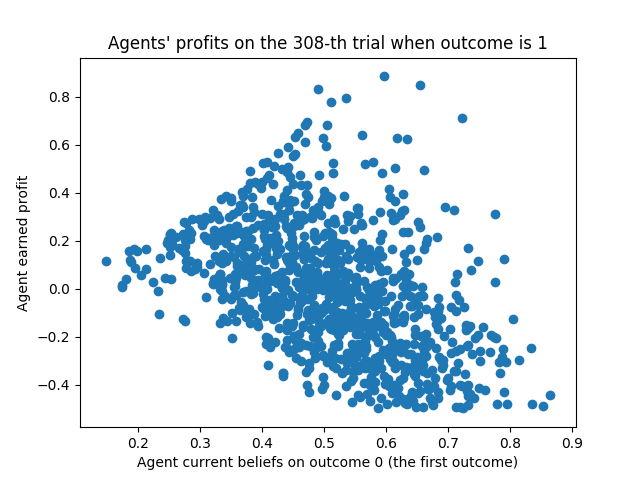 Agents' profits on the 308-th trial when outcome is 1
Agent earned profit
0.8
0.6
0.4
0.2
0.0
−0.2
−0.4
0.2 0.3 0.4 0.5 0.6 0.7 0.8 0.9
Agent current beliefs on outcome 0 (the first outcome)